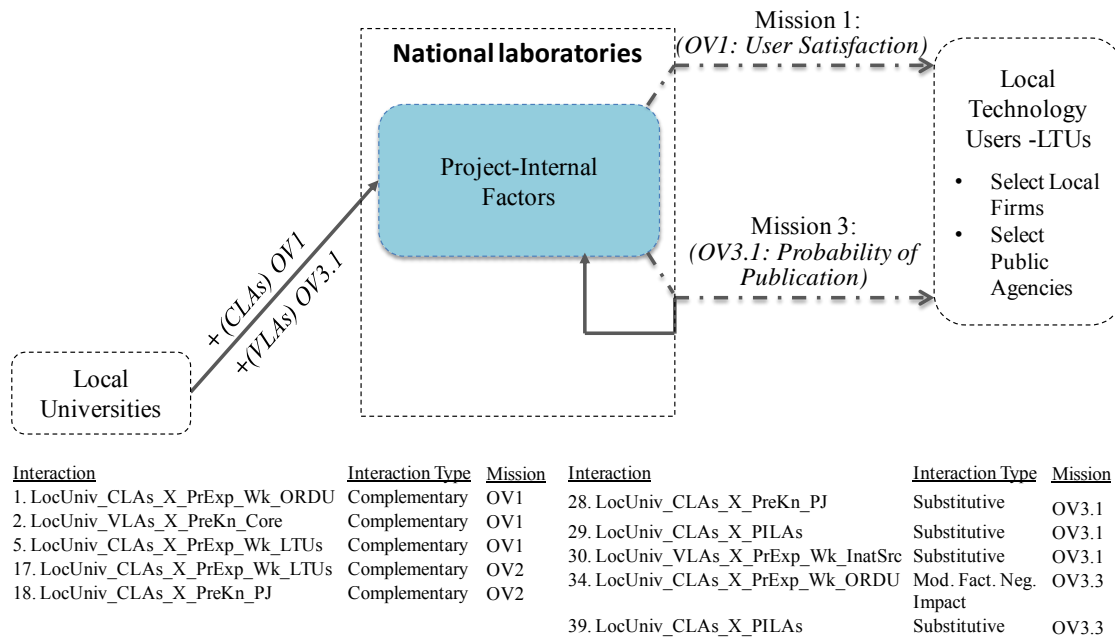 National laboratories
Project-Internal
Factors
Mission 1:
(OV1: User Satisfaction)
Mission 3:
(OV3.1: Probability of
Publication)
Local
Technology
Users -LTUs
• Select Local
Firms
• Select
Public
Agencies
+ (CLAs) OV1
+(VLAs) OV3.1
Local
Universities
Interaction Interaction Type Mission
1. LocUniv_CLAs_X_PrExp_Wk_ORDU Complementary OV1
2. LocUniv_VLAs_X_PreKn_Core Complementary OV1
5. LocUniv_CLAs_X_PrExp_Wk_LTUs Complementary OV1
17. LocUniv_CLAs_X_PrExp_Wk_LTUs Complementary OV2
18. LocUniv_CLAs_X_PreKn_PJ Complementary OV2
Interaction Interaction Type Mission
28. LocUniv_CLAs_X_PreKn_PJ Substitutive OV3.1
29. LocUniv_CLAs_X_PILAs Substitutive OV3.1
30. LocUniv_VLAs_X_PrExp_Wk_InatSrc Substitutive OV3.1
34. LocUniv_CLAs_X_PrExp_Wk_ORDU Mod. Fact. Neg. OV3.3
Impact
39. LocUniv_CLAs_X_PILAs Substitutive OV3.3